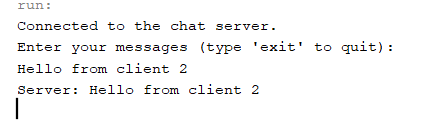 run:
Connected to the chat server.
Enter your messages (type 'exit' to quit):
Hello from client 2
Server: Hello from client 2